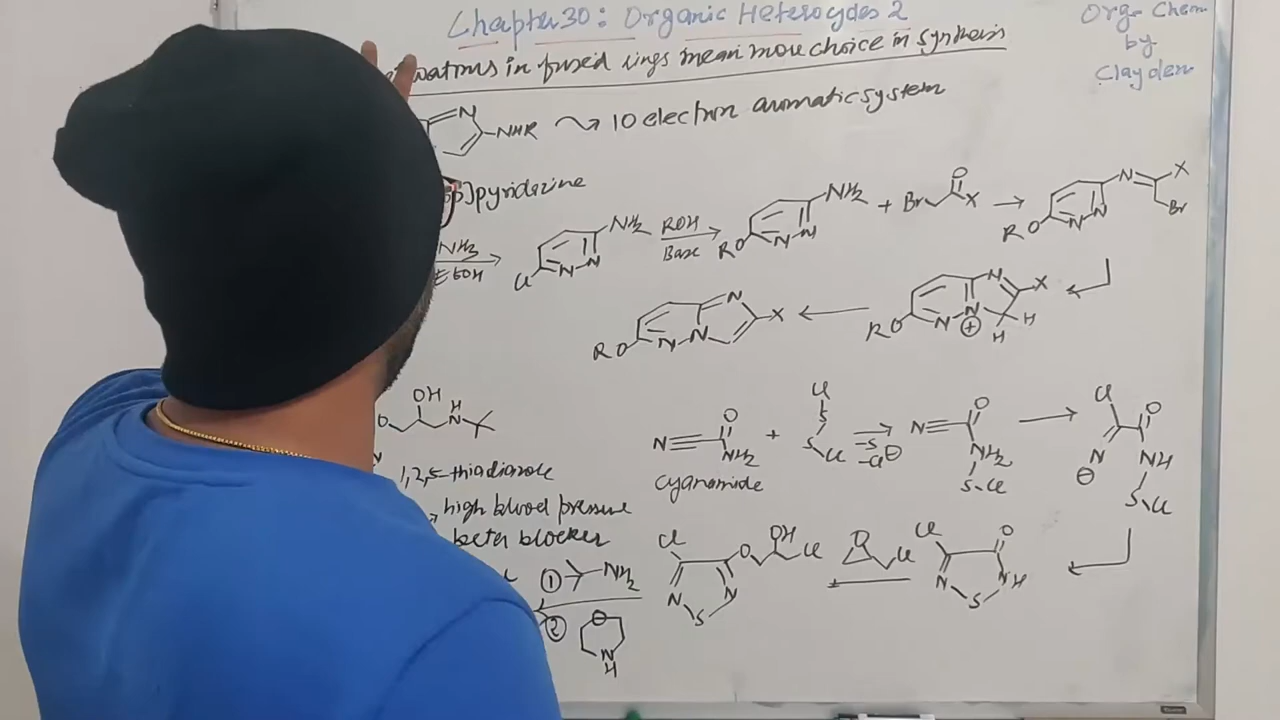 Chapter 30: Organic Heterocycles 2
Org. Chem
by
Clayden
in fused rings mean more choice in synthesis
N
NHR
10 electron aromatic system
pyridazine
NH2
EtOH
Cl
N
N
NH2
ROH
Base
RO
N
N
NH2
+
Br
O
X
RO
N
N
N
X
Br
RO
N
N
N
X
RO
N
N
⊕
N
X
H
H
O
OH
H
N
N
1,2,5-thiadiazole
high blood pressure
beta blocker
N
O
NH2
cyanamide
+
Cl
S
S
Cl
-S
-Cl⊖
N
O
NH2
S
Cl
Cl
O
N
⊖
NH
S
Cl
① NH2
② O
N
H
Cl
O
OH
Cl
N
S
N
O
Cl
Cl
O
N
S
NH